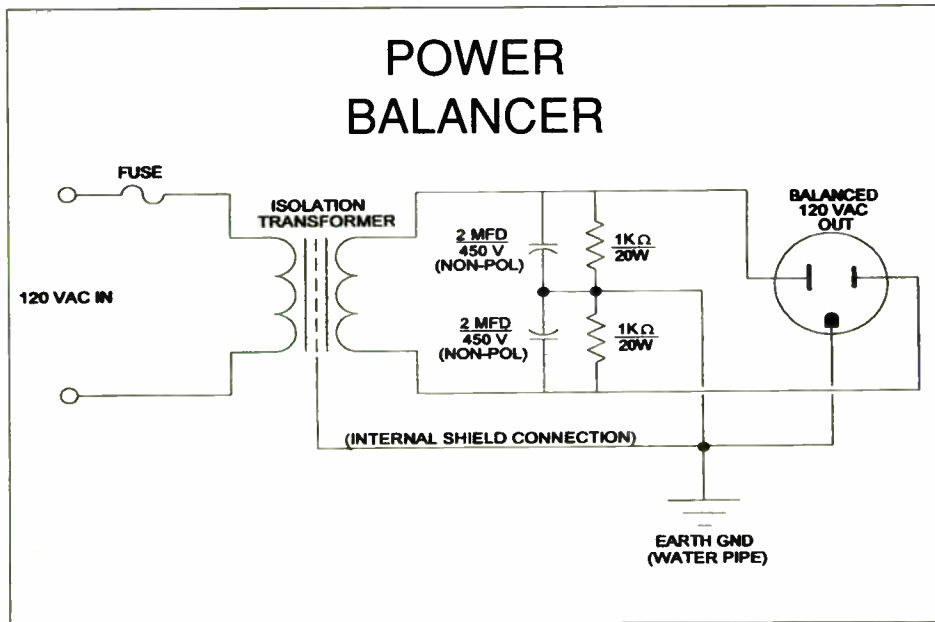 POWER
BALANCER
FUSE
ISOLATION
TRANSFORMER
BALANCED
120 VAC
OUT
2 MFD
450 V
(NON-POL)
1K Ω
20W
120 VAC IN
2 MFD
450 V
(NON-POL)
1K Ω
20W
(INTERNAL SHIELD CONNECTION)
EARTH GND
(WATER PIPE)